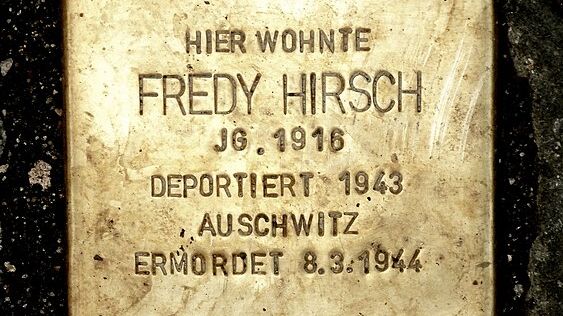 HIER WOHNTE
FREDY HIRSCH
JG. 1916
DEPORTIERT 1943
AUSCHWITZ
ERMORDET 8.3.1944